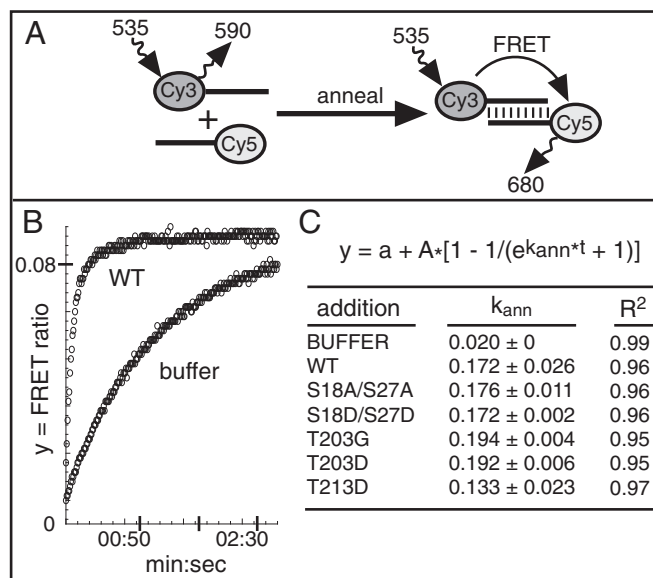 A
535 590
Cy3
+
Cy5
anneal
535 FRET
Cy3
Cy5
680
B
0.08
WT
buffer
y = FRET ratio
0
00:50 02:30
min:sec
C
y = a + A*[1 - 1/(e^kann*t + 1)]
addition kann R²
BUFFER 0.020 ± 0 0.99
WT 0.172 ± 0.026 0.96
S18A/S27A 0.176 ± 0.011 0.96
S18D/S27D 0.172 ± 0.002 0.96
T203G 0.194 ± 0.004 0.95
T203D 0.192 ± 0.006 0.95
T213D 0.133 ± 0.023 0.97